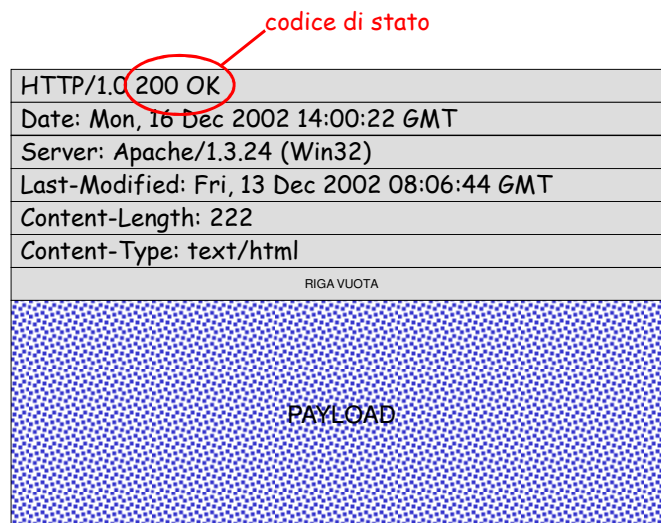 codice di stato
HTTP/1.0 200 OK
Date: Mon, 16 Dec 2002 14:00:22 GMT
Server: Apache/1.3.24 (Win32)
Last-Modified: Fri, 13 Dec 2002 08:06:44 GMT
Content-Length: 222
Content-Type: text/html
RIGA VUOTA
PAYLOAD